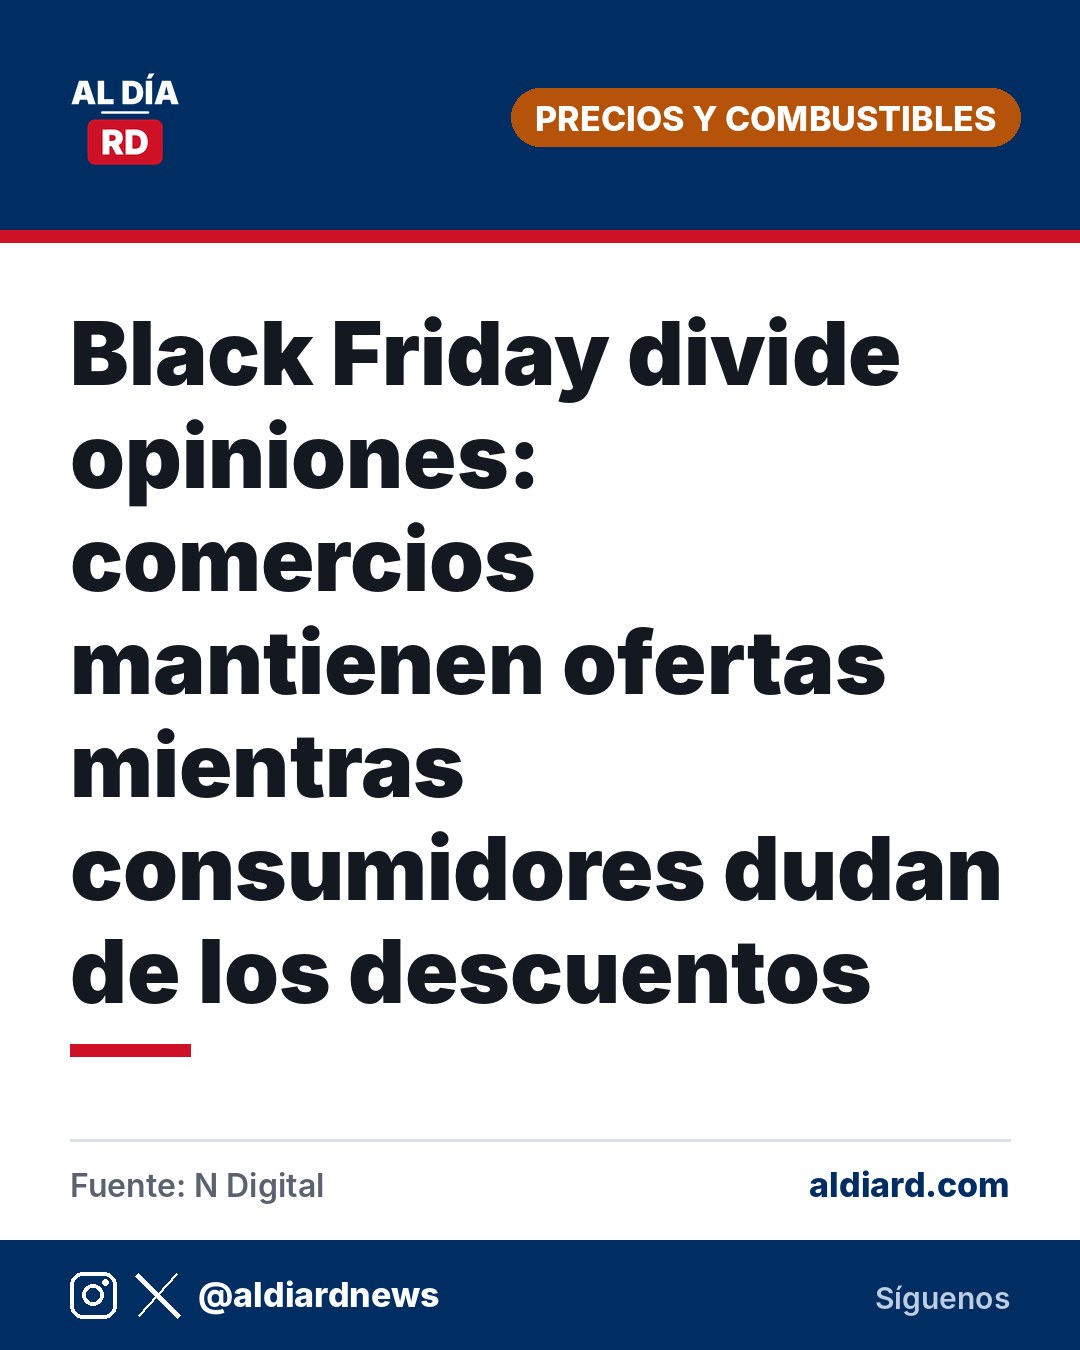 AL DÍA
RD
PRECIOS Y COMBUSTIBLES
Black Friday divide
opiniones:
comercios
mantienen ofertas
mientras
consumidores dudan
de los descuentos
Fuente: N Digital
aldiard.com
@aldiardnews
Síguenos